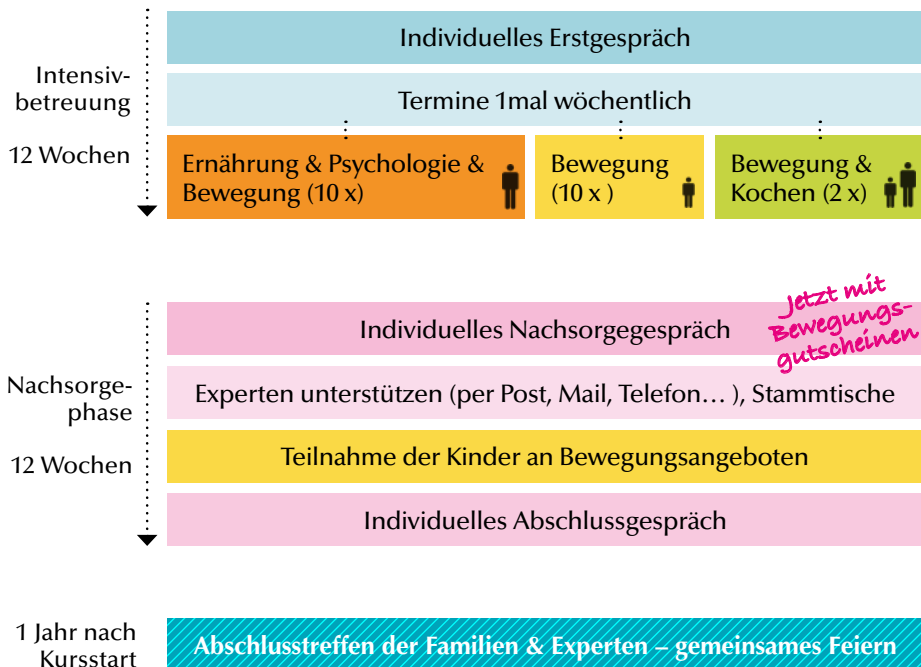 Individuelles Erstgespräch
Intensiv-
betreuung
12 Wochen
Termine 1mal wöchentlich
Ernährung & Psychologie &
Bewegung (10 x)
Bewegung
(10 x )
Bewegung &
Kochen (2 x)
Jetzt mit
Bewegungs-
gutscheinen
Individuelles Nachsorgegespräch
Nachsorge-
phase
12 Wochen
Experten unterstützen (per Post, Mail, Telefon… ), Stammtische
Teilnahme der Kinder an Bewegungsangeboten
Individuelles Abschlussgespräch
1 Jahr nach
Kursstart
Abschlusstreffen der Familien & Experten – gemeinsames Feiern